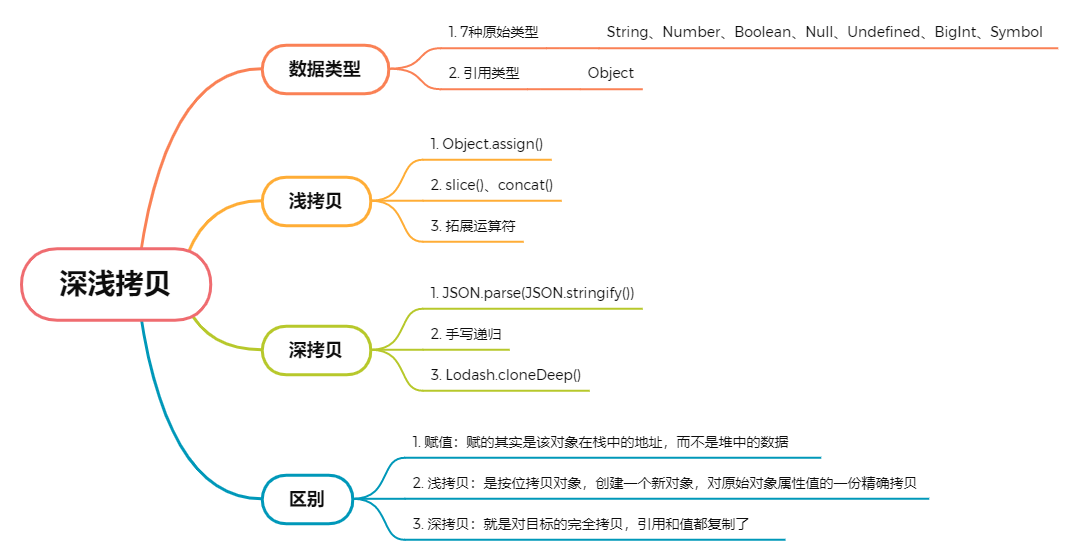 深浅拷贝
数据类型
1. 7种原始类型 String、Number、Boolean、Null、Undefined、BigInt、Symbol
2. 引用类型 Object
浅拷贝
1. Object.assign()
2. slice()、concat()
3. 拓展运算符
深拷贝
1. JSON.parse(JSON.stringify())
2. 手写递归
3. Lodash.cloneDeep()
区别
1. 赋值：赋的其实是该对象在栈中的地址，而不是堆中的数据
2. 浅拷贝：是按位拷贝对象，创建一个新对象，对原始对象属性值的一份精确拷贝
3. 深拷贝：就是对目标的完全拷贝，引用和值都复制了